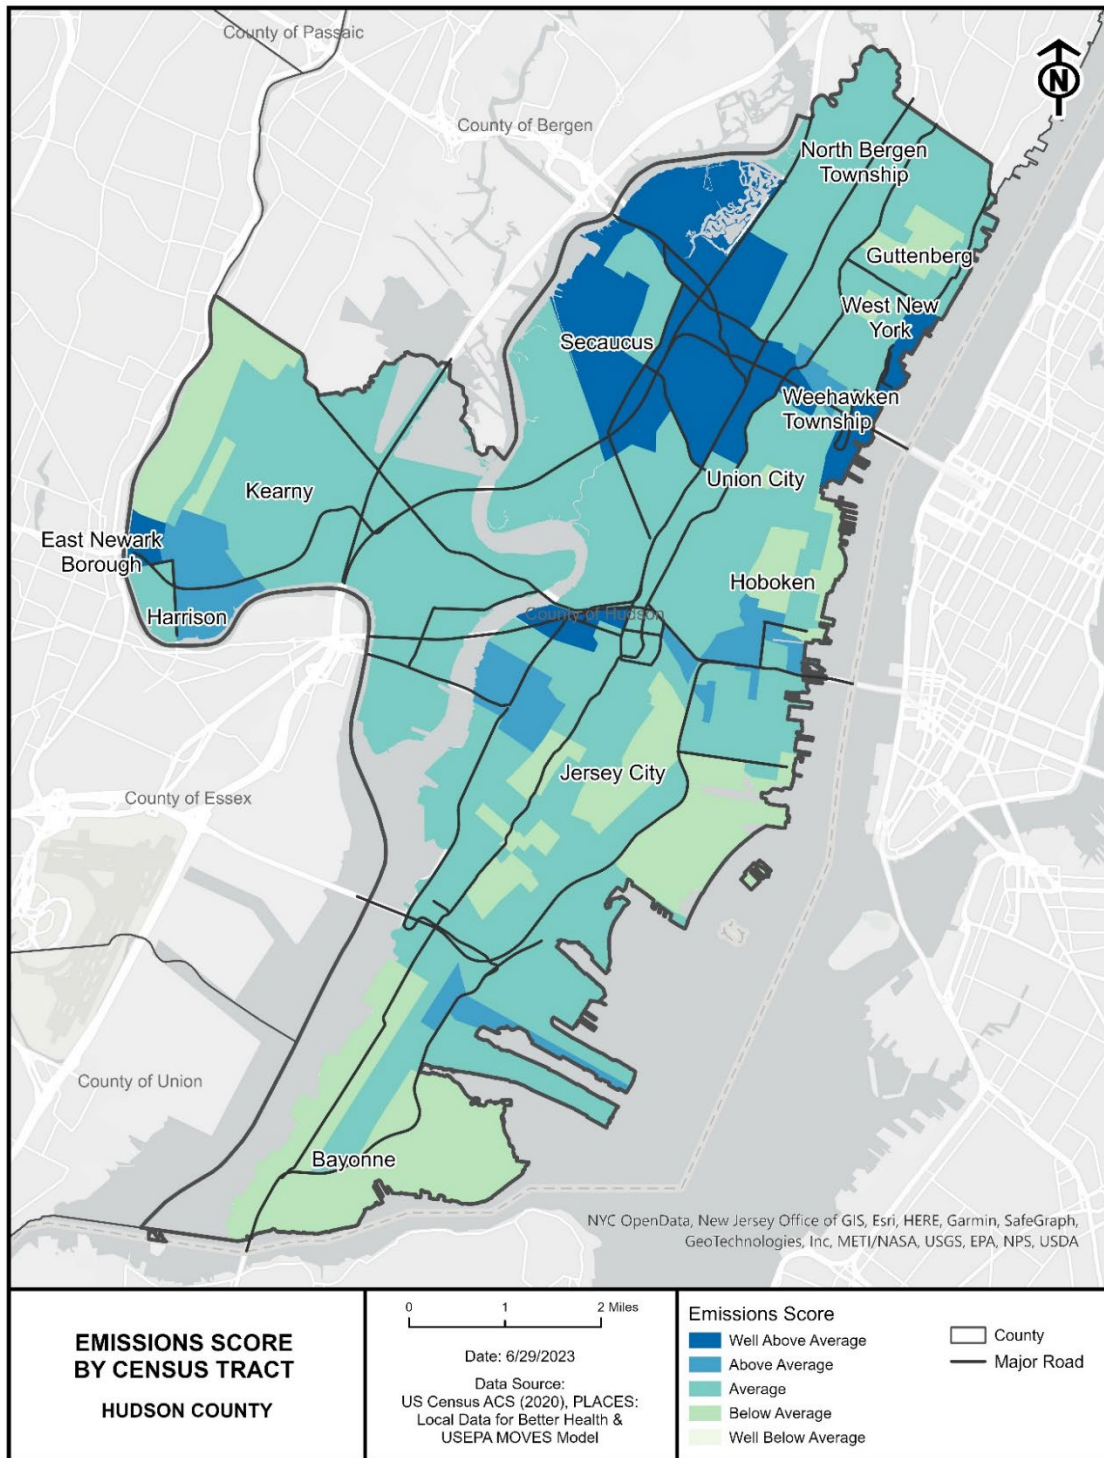 County of Passaic
N
County of Bergen
North Bergen
Township
Guttenberg
West New
York
Secaucus
Weehawken
Township
Union City
Kearny
East Newark
Borough
Harrison
Hoboken
County of Hudson
Jersey City
County of Essex
County of Union
Bayonne
NYC OpenData, New Jersey Office of GIS, Esri, HERE, Garmin, SafeGraph,
GeoTechnologies, Inc, METI/NASA, USGS, EPA, NPS, USDA
EMISSIONS SCORE
BY CENSUS TRACT
HUDSON COUNTY
0 1 2 Miles
Date: 6/29/2023
Data Source:
US Census ACS (2020), PLACES:
Local Data for Better Health &
USEPA MOVES Model
Emissions Score
Well Above Average
Above Average
Average
Below Average
Well Below Average
County
Major Road